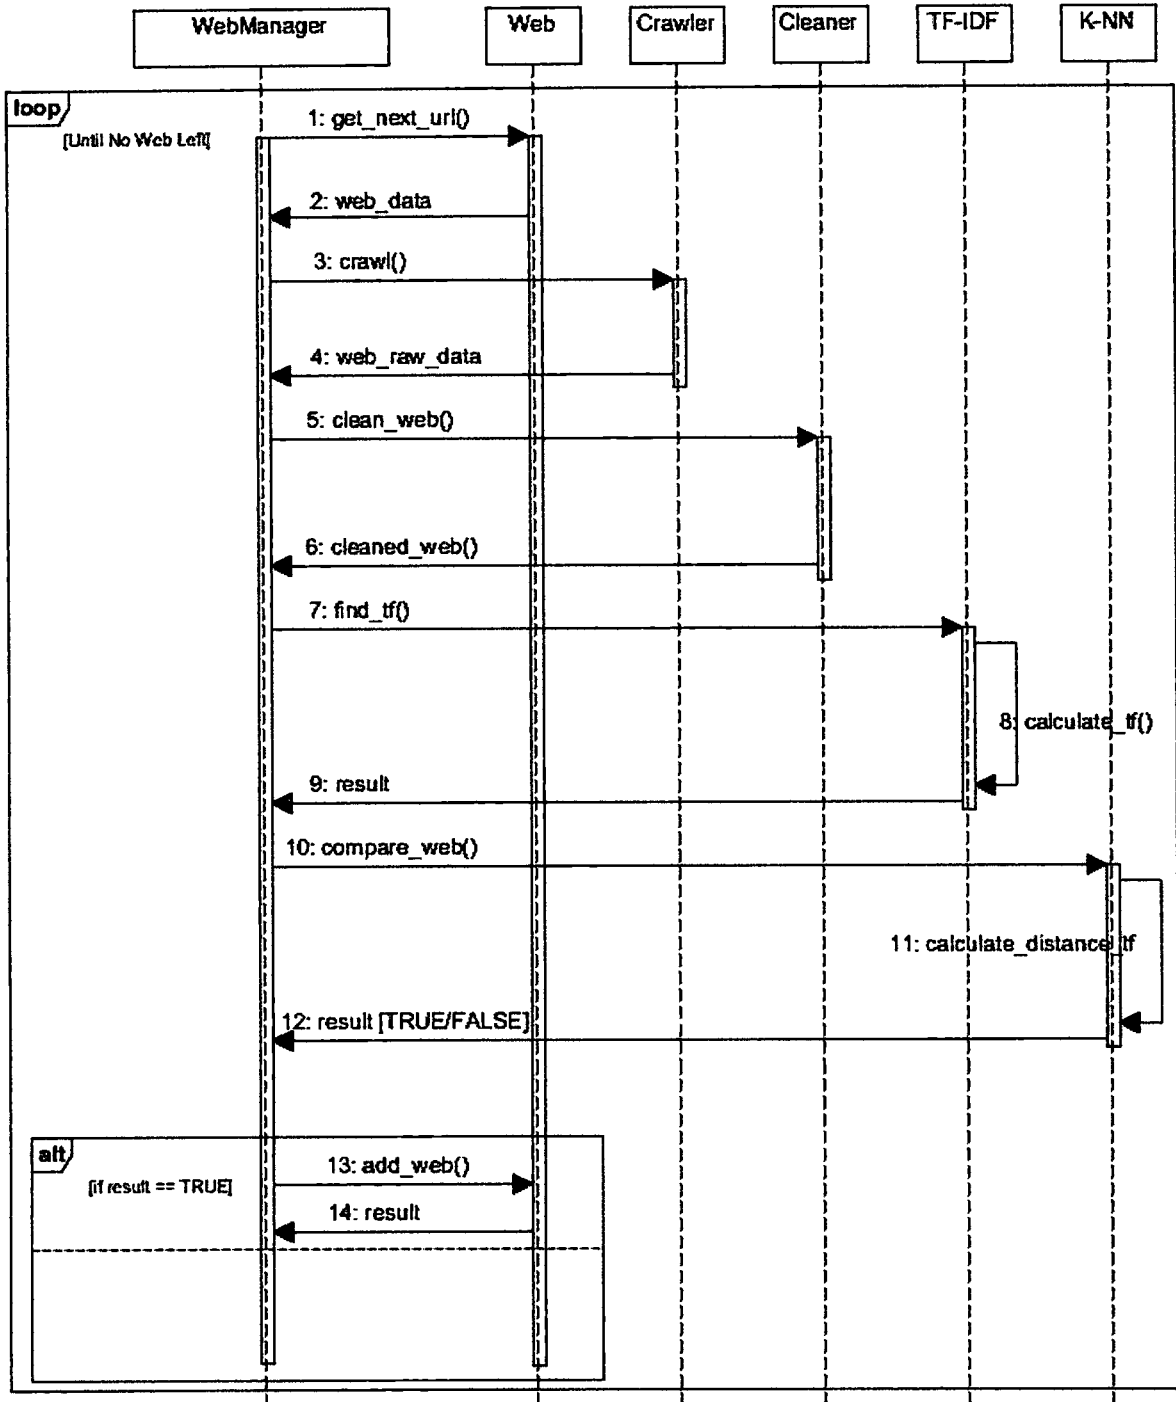 WebManager
Web
Crawler
Cleaner
TF-IDF
K-NN
loop
[Until No Web Left]
1: get_next_url()
2: web_data
3: crawl()
4: web_raw_data
5: clean_web()
6: cleaned_web()
7: find_tf()
8: calculate_tf()
9: result
10: compare_web()
11: calculate_distance_tf
12: result [TRUE/FALSE]
alt
13: add_web()
[if result == TRUE]
14: result